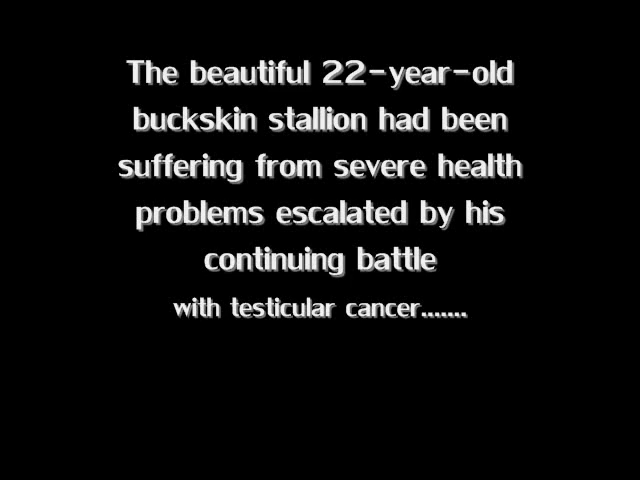 The beautiful 22-year-old
buckskin stallion had been
suffering from severe health
problems escalated by his
continuing battle
with testicular cancer.......